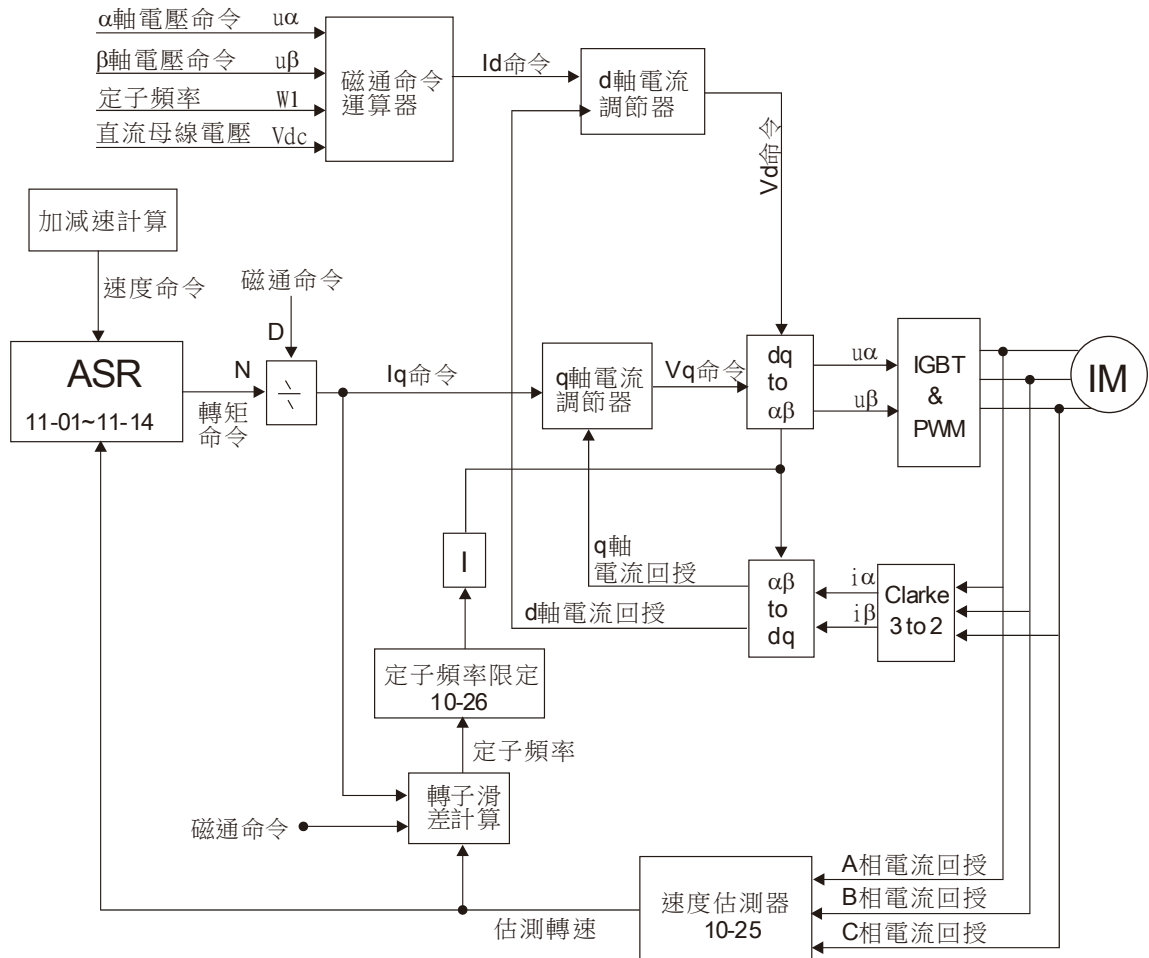 α軸電壓命令 uα
β軸電壓命令 uβ
定子頻率 W1
直流母線電壓 Vdc
磁通命令
運算器
Id命令
d軸電流
調節器
Vd命令
加減速計算
速度命令
磁通命令
D
ASR
11-01~11-14
N
轉矩
命令
÷
Iq命令
q軸電流
調節器
Vq命令
dq
to
αβ
uα
uβ
IGBT
&
PWM
IM
I
q軸
電流回授
d軸電流回授
αβ
to
dq
iα
iβ
Clarke
3 to 2
定子頻率限定
10-26
定子頻率
轉子滑
差計算
磁通命令
估測轉速
速度估測器
10-25
A相電流回授
B相電流回授
C相電流回授